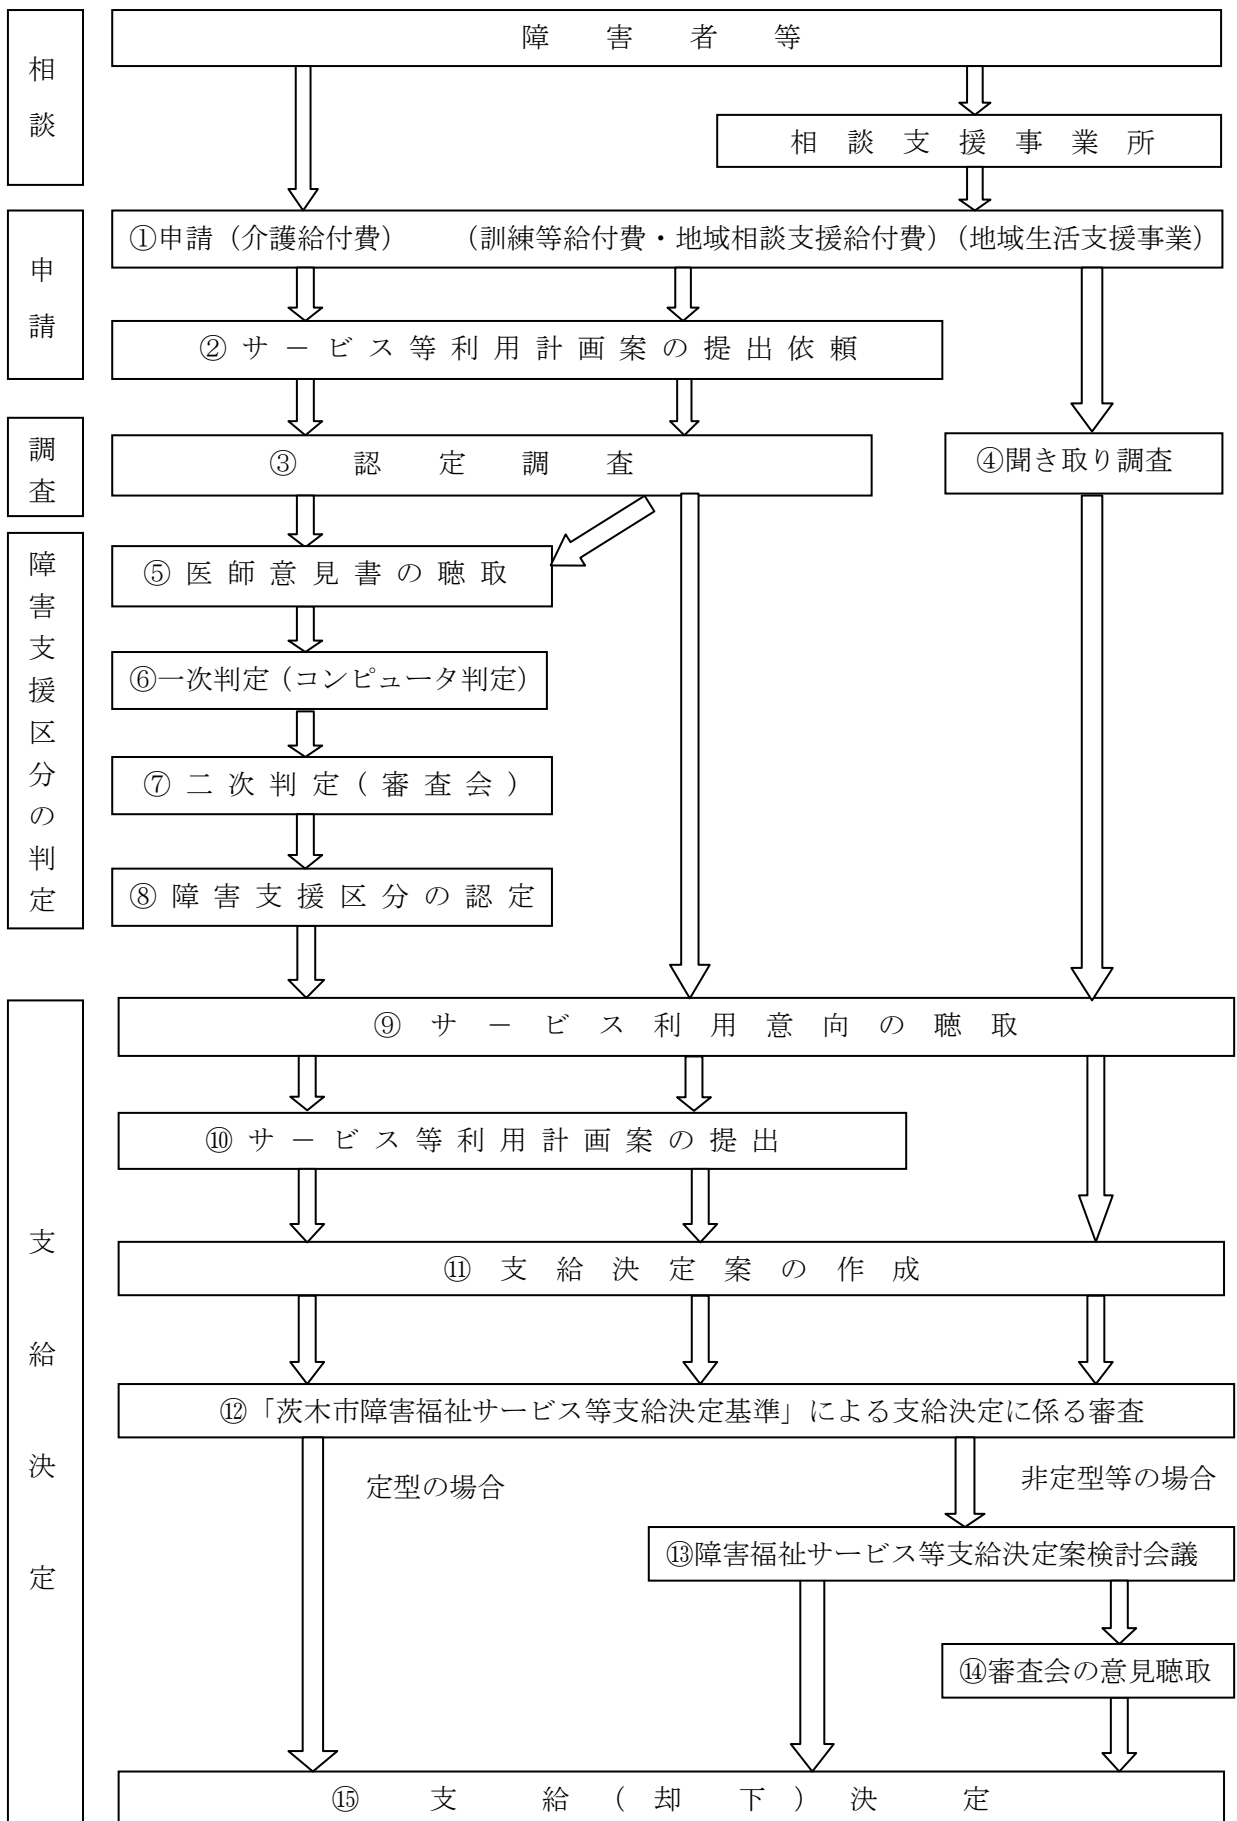 相談
障害者等
相談支援事業所
申請
①申請（介護給付費）　（訓練等給付費・地域相談支援給付費）（地域生活支援事業）
②サービス等利用計画案の提出依頼
調査
③認定調査
④聞き取り調査
障害支援区分の判定
⑤医師意見書の聴取
⑥一次判定（コンピュータ判定）
⑦二次判定（審査会）
⑧障害支援区分の認定
支給決定
⑨サービス利用意向の聴取
⑩サービス等利用計画案の提出
⑪支給決定案の作成
⑫「茨木市障害福祉サービス等支給決定基準」による支給決定に係る審査
定型の場合
非定型等の場合
⑬障害福祉サービス等支給決定案検討会議
⑭審査会の意見聴取
⑮支給（却下）決定